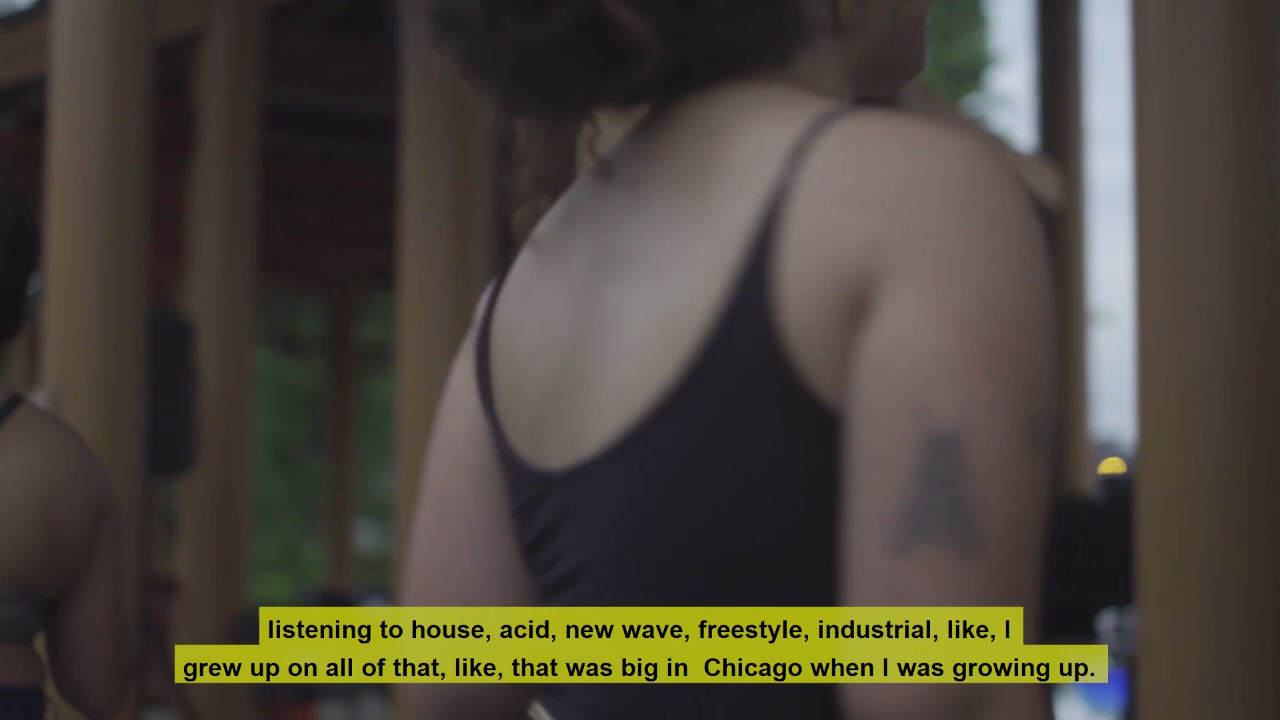 listening to house, acid, new wave, freestyle, industrial, like, I
grew up on all of that, like, that was big in  Chicago when I was growing up.